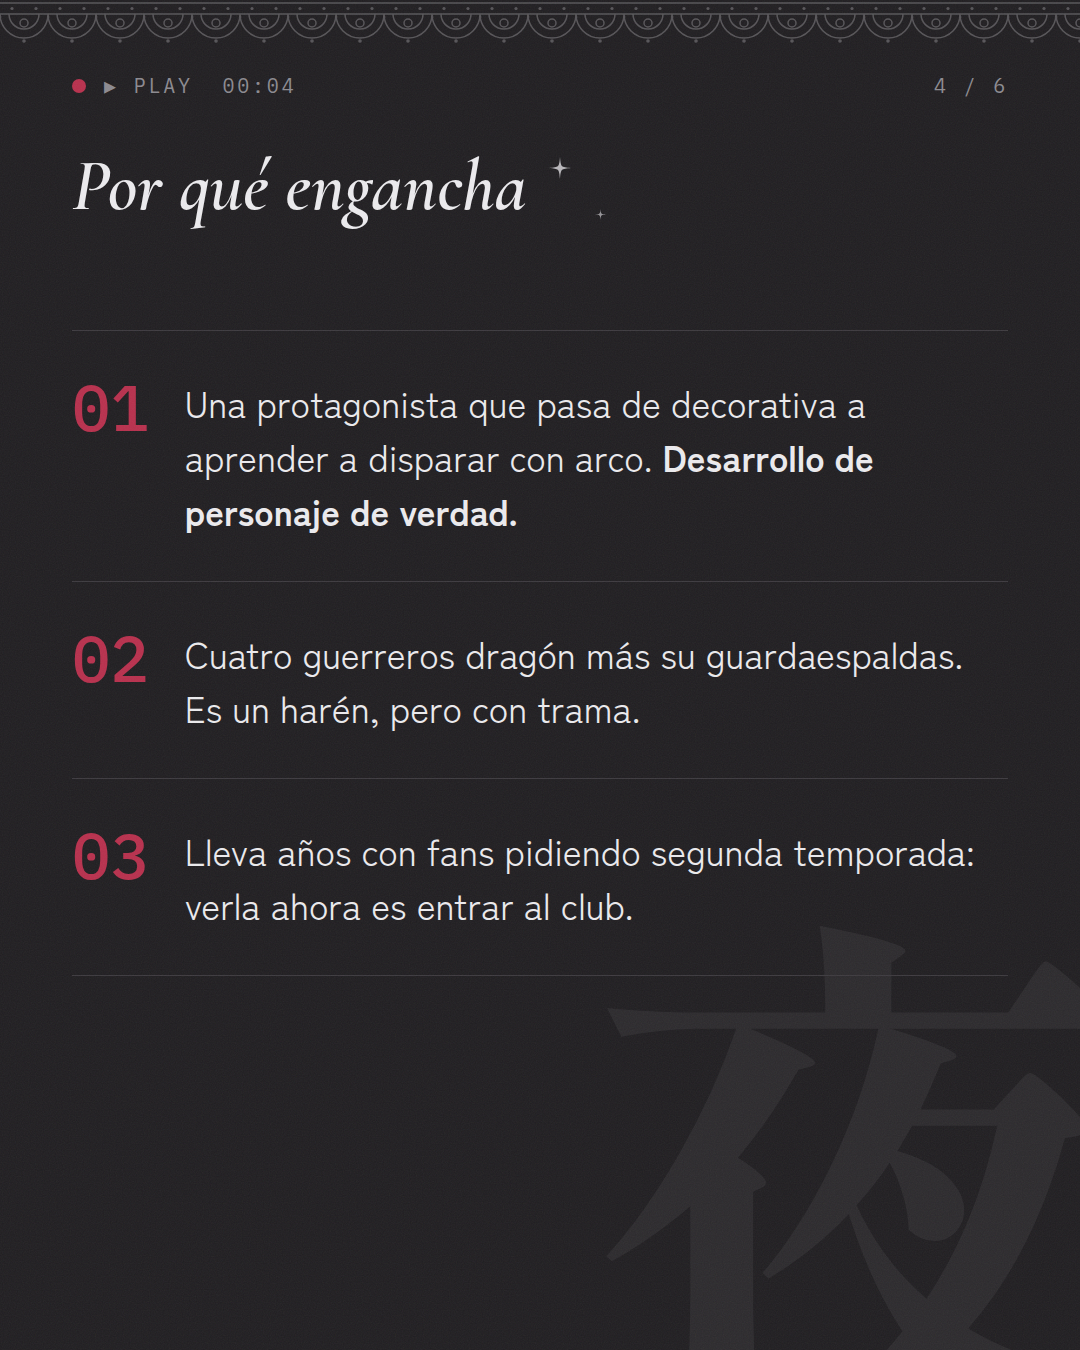 ▶ PLAY 00:04
4 / 6
Por qué engancha
01
Una protagonista que pasa de decorativa a
aprender a disparar con arco. Desarrollo de
personaje de verdad.
02
Cuatro guerreros dragón más su guardaespaldas.
Es un harén, pero con trama.
03
Lleva años con fans pidiendo segunda temporada:
verla ahora es entrar al club.
夜